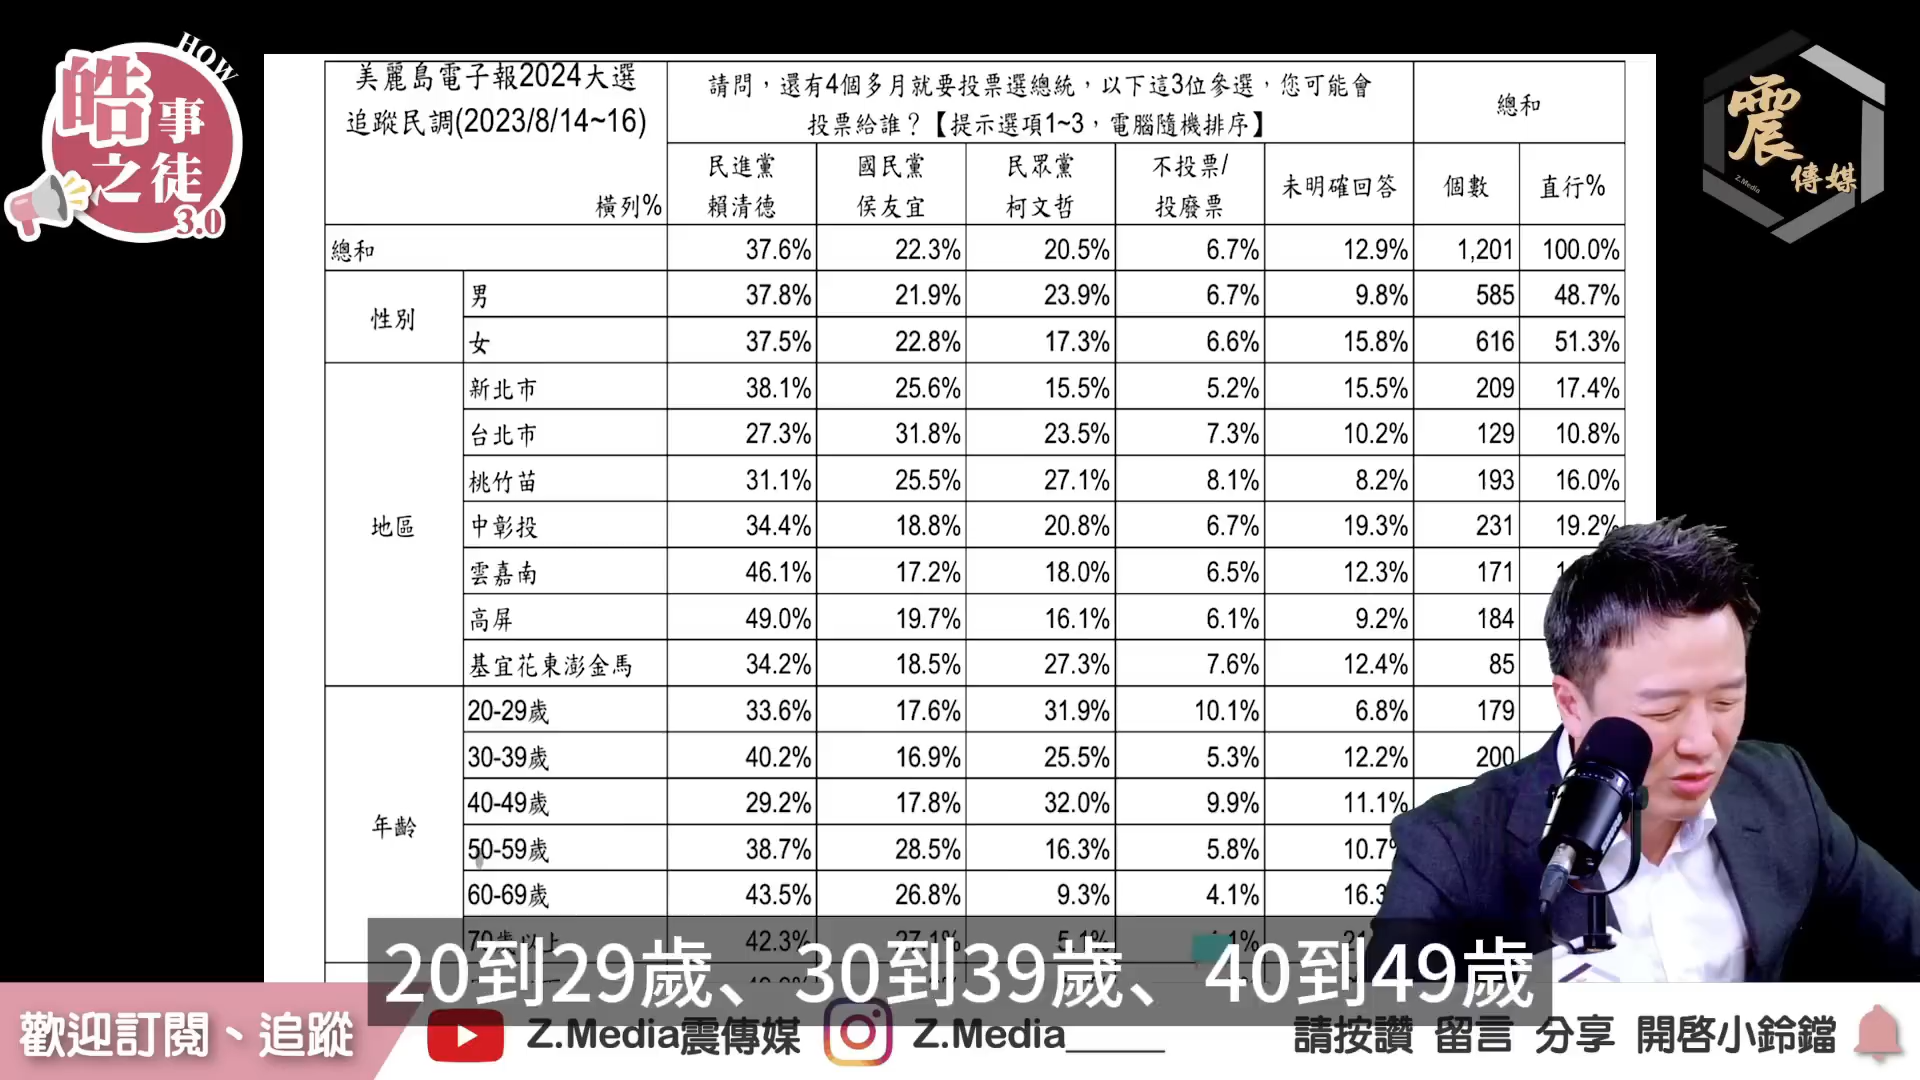 HOW
皓事之徒
3.0
震傳媒
Z.Media
美麗島電子報2024大選
追蹤民調(2023/8/14~16)
橫列%
請問，還有4個多月就要投票選總統，以下這3位參選，您可能會
投票給誰？【提示選項1~3，電腦隨機排序】
總和
民進黨 賴清德 國民黨 侯友宜 民眾黨 柯文哲 不投票/投廢票 未明確回答 個數 直行%
總和 37.6% 22.3% 20.5% 6.7% 12.9% 1,201 100.0%
性別
男 37.8% 21.9% 23.9% 6.7% 9.8% 585 48.7%
女 37.5% 22.8% 17.3% 6.6% 15.8% 616 51.3%
地區
新北市 38.1% 25.6% 15.5% 5.2% 15.5% 209 17.4%
台北市 27.3% 31.8% 23.5% 7.3% 10.2% 129 10.8%
桃竹苗 31.1% 25.5% 27.1% 8.1% 8.2% 193 16.0%
中彰投 34.4% 18.8% 20.8% 6.7% 19.3% 231 19.2%
雲嘉南 46.1% 17.2% 18.0% 6.5% 12.3% 171
高屏 49.0% 19.7% 16.1% 6.1% 9.2% 184
基宜花東澎金馬 34.2% 18.5% 27.3% 7.6% 12.4% 85
年齡
20-29歲 33.6% 17.6% 31.9% 10.1% 6.8% 179
30-39歲 40.2% 16.9% 25.5% 5.3% 12.2% 200
40-49歲 29.2% 17.8% 32.0% 9.9% 11.1%
50-59歲 38.7% 28.5% 16.3% 5.8% 10.7%
60-69歲 43.5% 26.8% 9.3% 4.1% 16.3
70歲以上 42.3% 27.1% 5.1%
20到29歲、30到39歲、40到49歲
歡迎訂閱、追蹤
Z.Media震傳媒
Z.Media_____
請按讚 留言 分享 開啓小鈴鐺